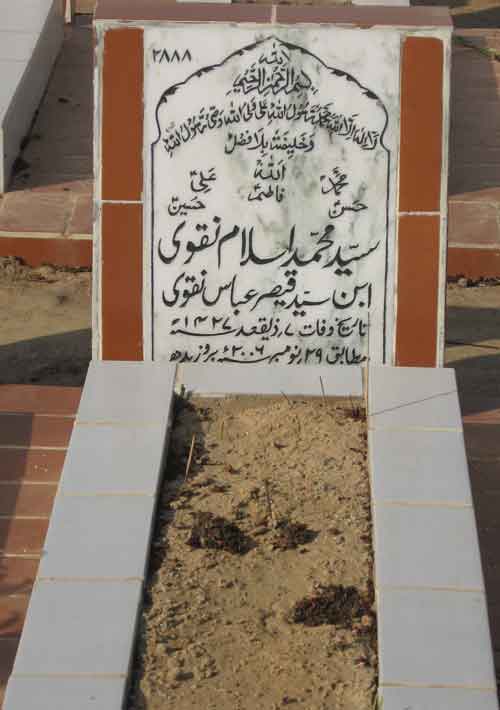 ۲۸۸۸
یا اللہ
بسم اللہ الرحمن الرحیم
لا الہ الا اللہ محمد رسول اللہ علی ولی اللہ وصی رسول اللہ
وخلیفتہ بلا فصل
اللہ
محمد فاطمہ علی
حسن حسین
سید محمد اسلام نقوی
ابن سید قیصر عباس نقوی
تاریخ وفات ۷ ذیقعد ۱۴۲۷ھ
مطابق ۲۹ نومبر ۲۰۰۶ء بروز بدھ